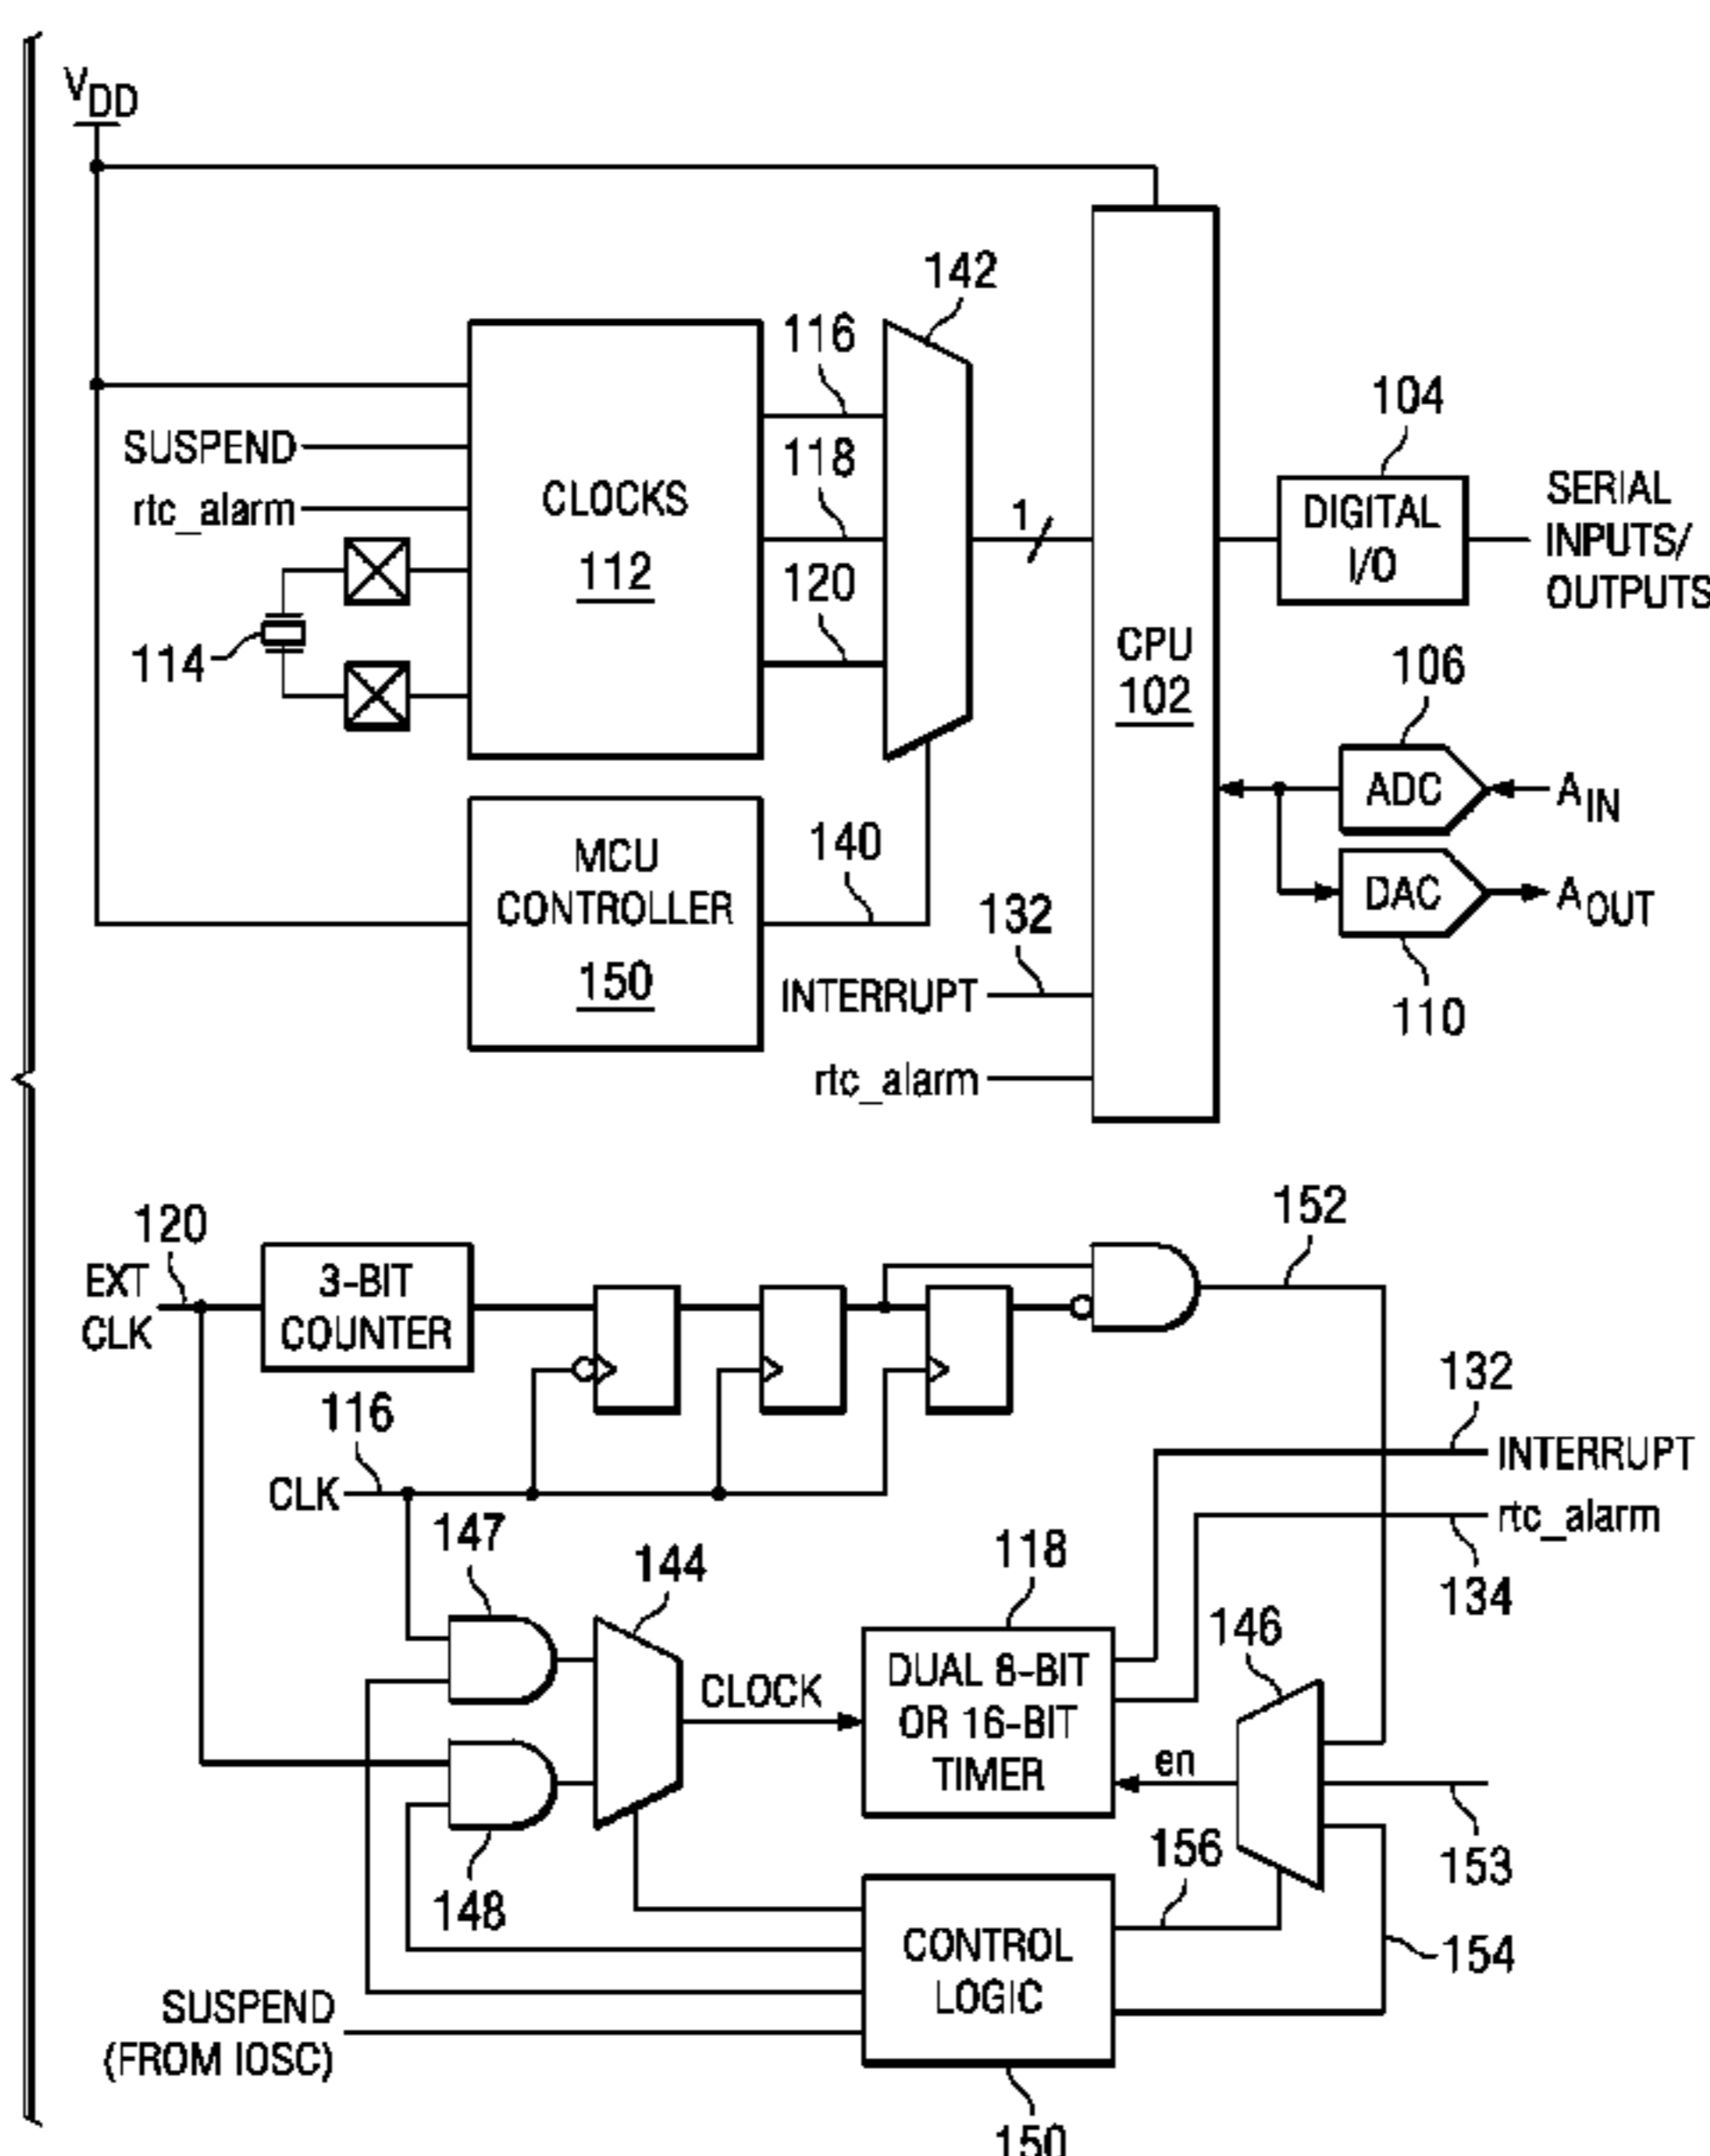 VDD
142
116
104
SUSPEND
118
SERIAL
rtc_alarm
CLOCKS
1
DIGITAL
INPUTS/
112
I/O
OUTPUTS
120
114
CPU
102
106
ADC
AIN
MCU
140
CONTROLLER
132
DAC
AOUT
150
INTERRUPT
110
rtc_alarm
120
152
EXT
CLK
3-BIT
COUNTER
116
132
CLK
INTERRUPT
147
rtc_alarm
144
118
134
146
CLOCK
DUAL 8-BIT
OR 16-BIT
TIMER
en
148
156
153
CONTROL
LOGIC
154
SUSPEND
(FROM IOSC)
150